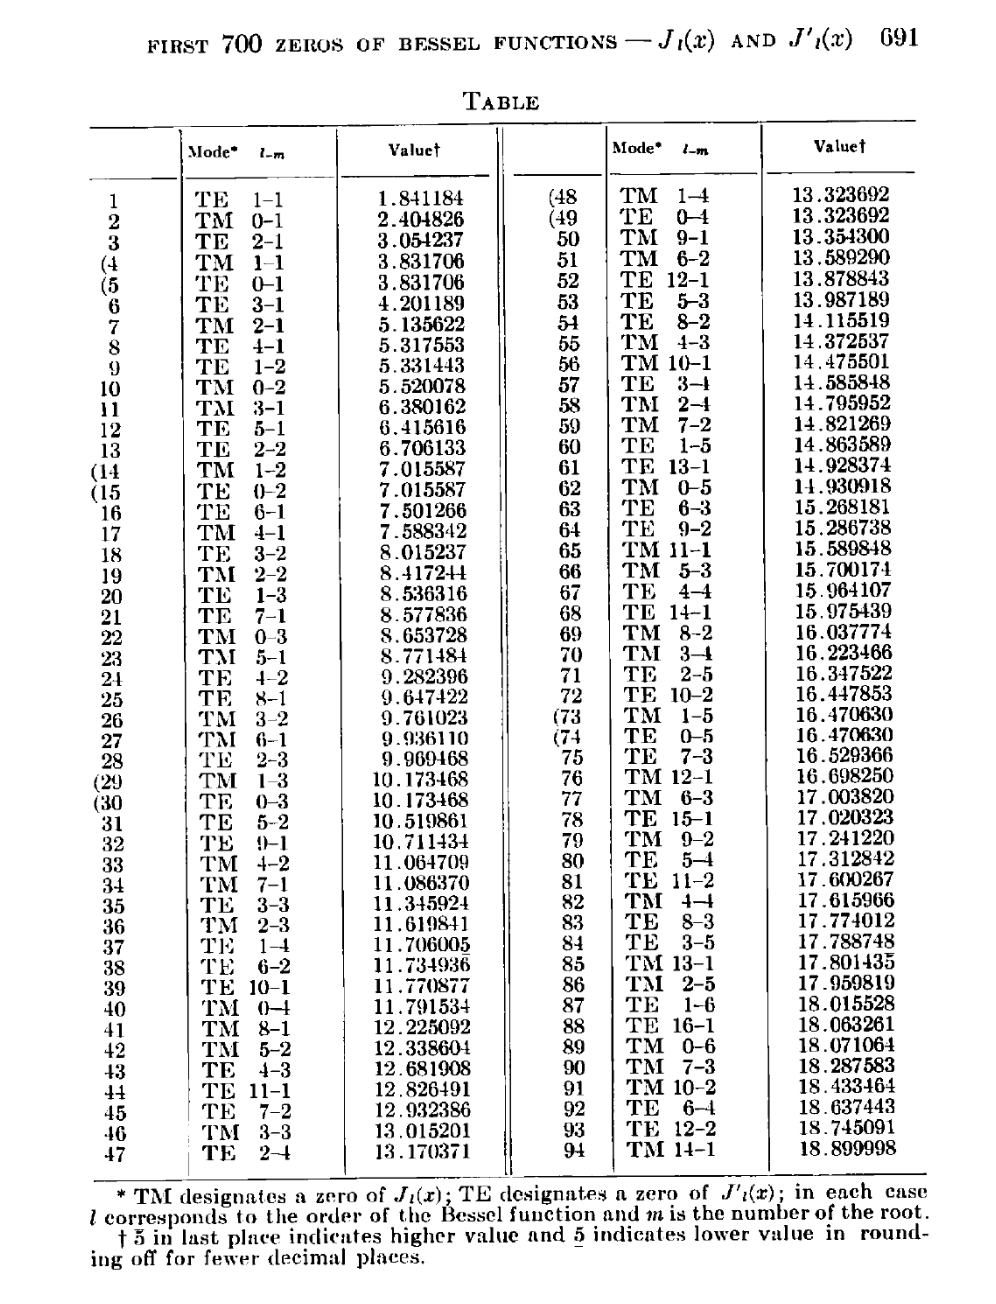 FIRST 700 ZEROS OF BESSEL FUNCTIONS — J l(x) AND J′l(x) 691
TABLE
Mode* l–m Value† Mode* l–m Value†
1 TE 1–1 1.841184 (48 TM 1–4 13.323692
2 TM 0–1 2.404826 (49 TE 0–4 13.323692
3 TE 2–1 3.054237 50 TM 9–1 13.354300
(4 TM 1–1 3.831706 51 TM 6–2 13.589290
(5 TE 0–1 3.831706 52 TE 12–1 13.878843
6 TE 3–1 4.201189 53 TE 5–3 13.987189
7 TM 2–1 5.135622 54 TE 8–2 14.115519
8 TE 4–1 5.317553 55 TM 4–3 14.372537
9 TE 1–2 5.331443 56 TM 10–1 14.475501
10 TM 0–2 5.520078 57 TE 3–4 14.585848
11 TM 3–1 6.380162 58 TM 2–4 14.795952
12 TE 5–1 6.415616 59 TM 7–2 14.821269
13 TE 2–2 6.706133 60 TE 1–5 14.863589
(14 TM 1–2 7.015587 61 TE 13–1 14.928374
(15 TE 0–2 7.015587 62 TM 0–5 14.930918
16 TE 6–1 7.501266 63 TE 6–3 15.268181
17 TM 4–1 7.588342 64 TE 9–2 15.286738
18 TE 3–2 8.015237 65 TM 11–1 15.589848
19 TM 2–2 8.417244 66 TM 5–3 15.700174
20 TE 1–3 8.536316 67 TE 4–4 15.964107
21 TE 7–1 8.577836 68 TE 14–1 15.975439
22 TM 0–3 8.653728 69 TM 8–2 16.037774
23 TM 5–1 8.771484 70 TM 3–4 16.223466
24 TE 4–2 9.282396 71 TE 2–5 16.347522
25 TE 8–1 9.647422 72 TE 10–2 16.447853
26 TM 3–2 9.761023 (73 TM 1–5 16.470630
27 TM 6–1 9.936110 (74 TE 0–5 16.470630
28 TE 2–3 9.969468 75 TE 7–3 16.529366
(29 TM 1–3 10.173468 76 TM 12–1 16.698250
(30 TE 0–3 10.173468 77 TM 6–3 17.003820
31 TE 5–2 10.519861 78 TE 15–1 17.020323
32 TE 9–1 10.711434 79 TM 9–2 17.241220
33 TM 4–2 11.064709 80 TE 5–4 17.312842
34 TM 7–1 11.086370 81 TE 11–2 17.600267
35 TE 3–3 11.345924 82 TM 4–4 17.615966
36 TM 2–3 11.619841 83 TE 8–3 17.774012
37 TE 1–4 11.706005̲ 84 TE 3–5 17.788748
38 TE 6–2 11.734936 85 TM 13–1 17.801435̅
39 TE 10–1 11.770877 86 TM 2–5 17.959819
40 TM 0–4 11.791534 87 TE 1–6 18.015528
41 TM 8–1 12.225092 88 TE 16–1 18.063261
42 TM 5–2 12.338604 89 TM 0–6 18.071064
43 TE 4–3 12.681908 90 TM 7–3 18.287583
44 TE 11–1 12.826491 91 TM 10–2 18.433464
45 TE 7–2 12.932386 92 TE 6–4 18.637443
46 TM 3–3 13.015201 93 TE 12–2 18.745091
47 TE 2–4 13.170371 94 TM 14–1 18.899998
* TM designates a zero of Jl(x); TE designates a zero of J′l(x); in each case
l corresponds to the order of the Bessel function and m is the number of the root.
† 5̅ in last place indicates higher value and 5̲ indicates lower value in round-
ing off for fewer decimal places.